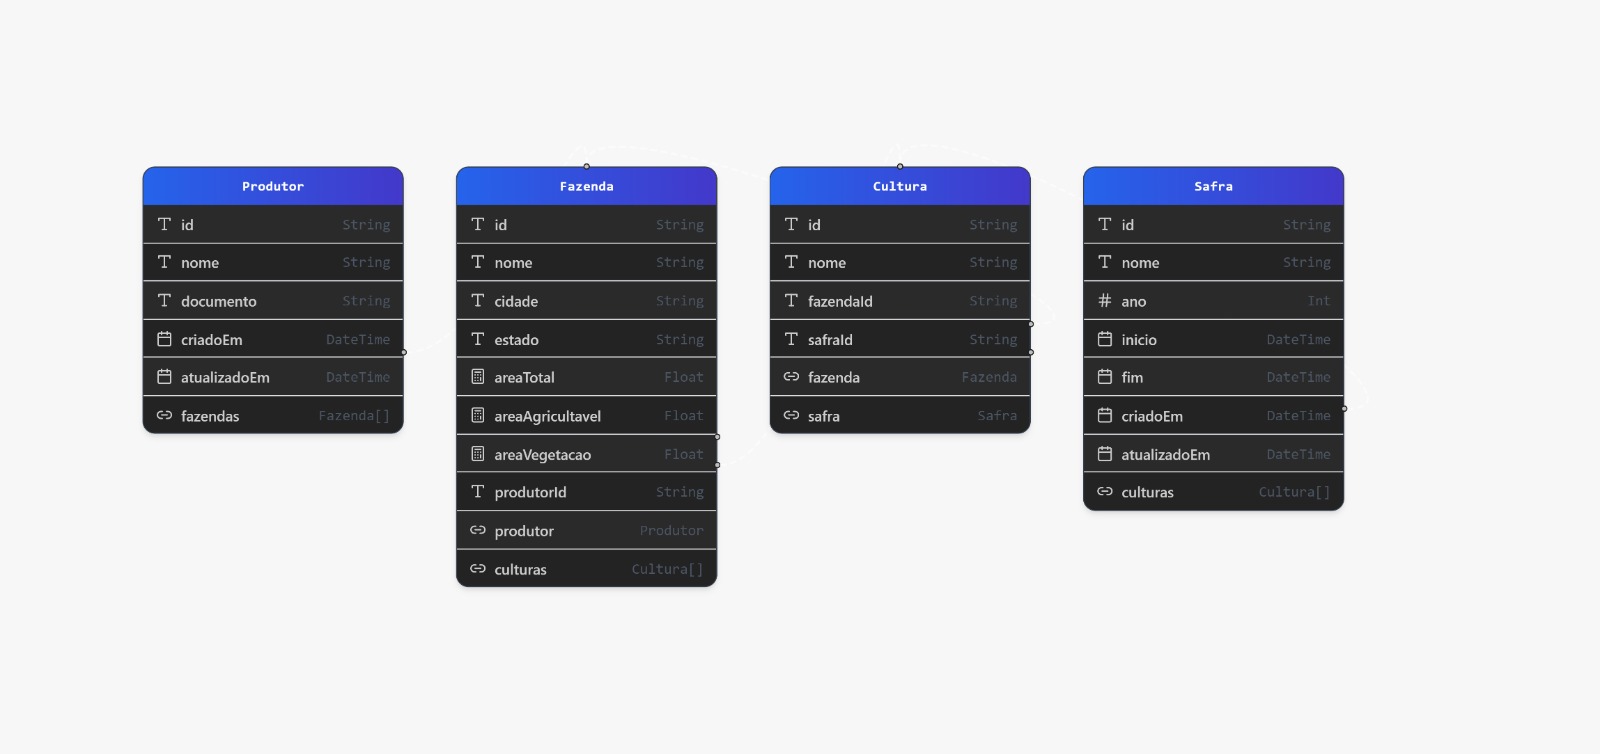 Produtor
id String
nome String
documento String
criadoEm DateTime
atualizadoEm DateTime
fazendas Fazenda[]
Fazenda
id String
nome String
cidade String
estado String
areaTotal Float
areaAgricultavel Float
areaVegetacao Float
produtorId String
produtor Produtor
culturas Cultura[]
Cultura
id String
nome String
fazendaId String
safraId String
fazenda Fazenda
safra Safra
Safra
id String
nome String
ano Int
inicio DateTime
fim DateTime
criadoEm DateTime
atualizadoEm DateTime
culturas Cultura[]